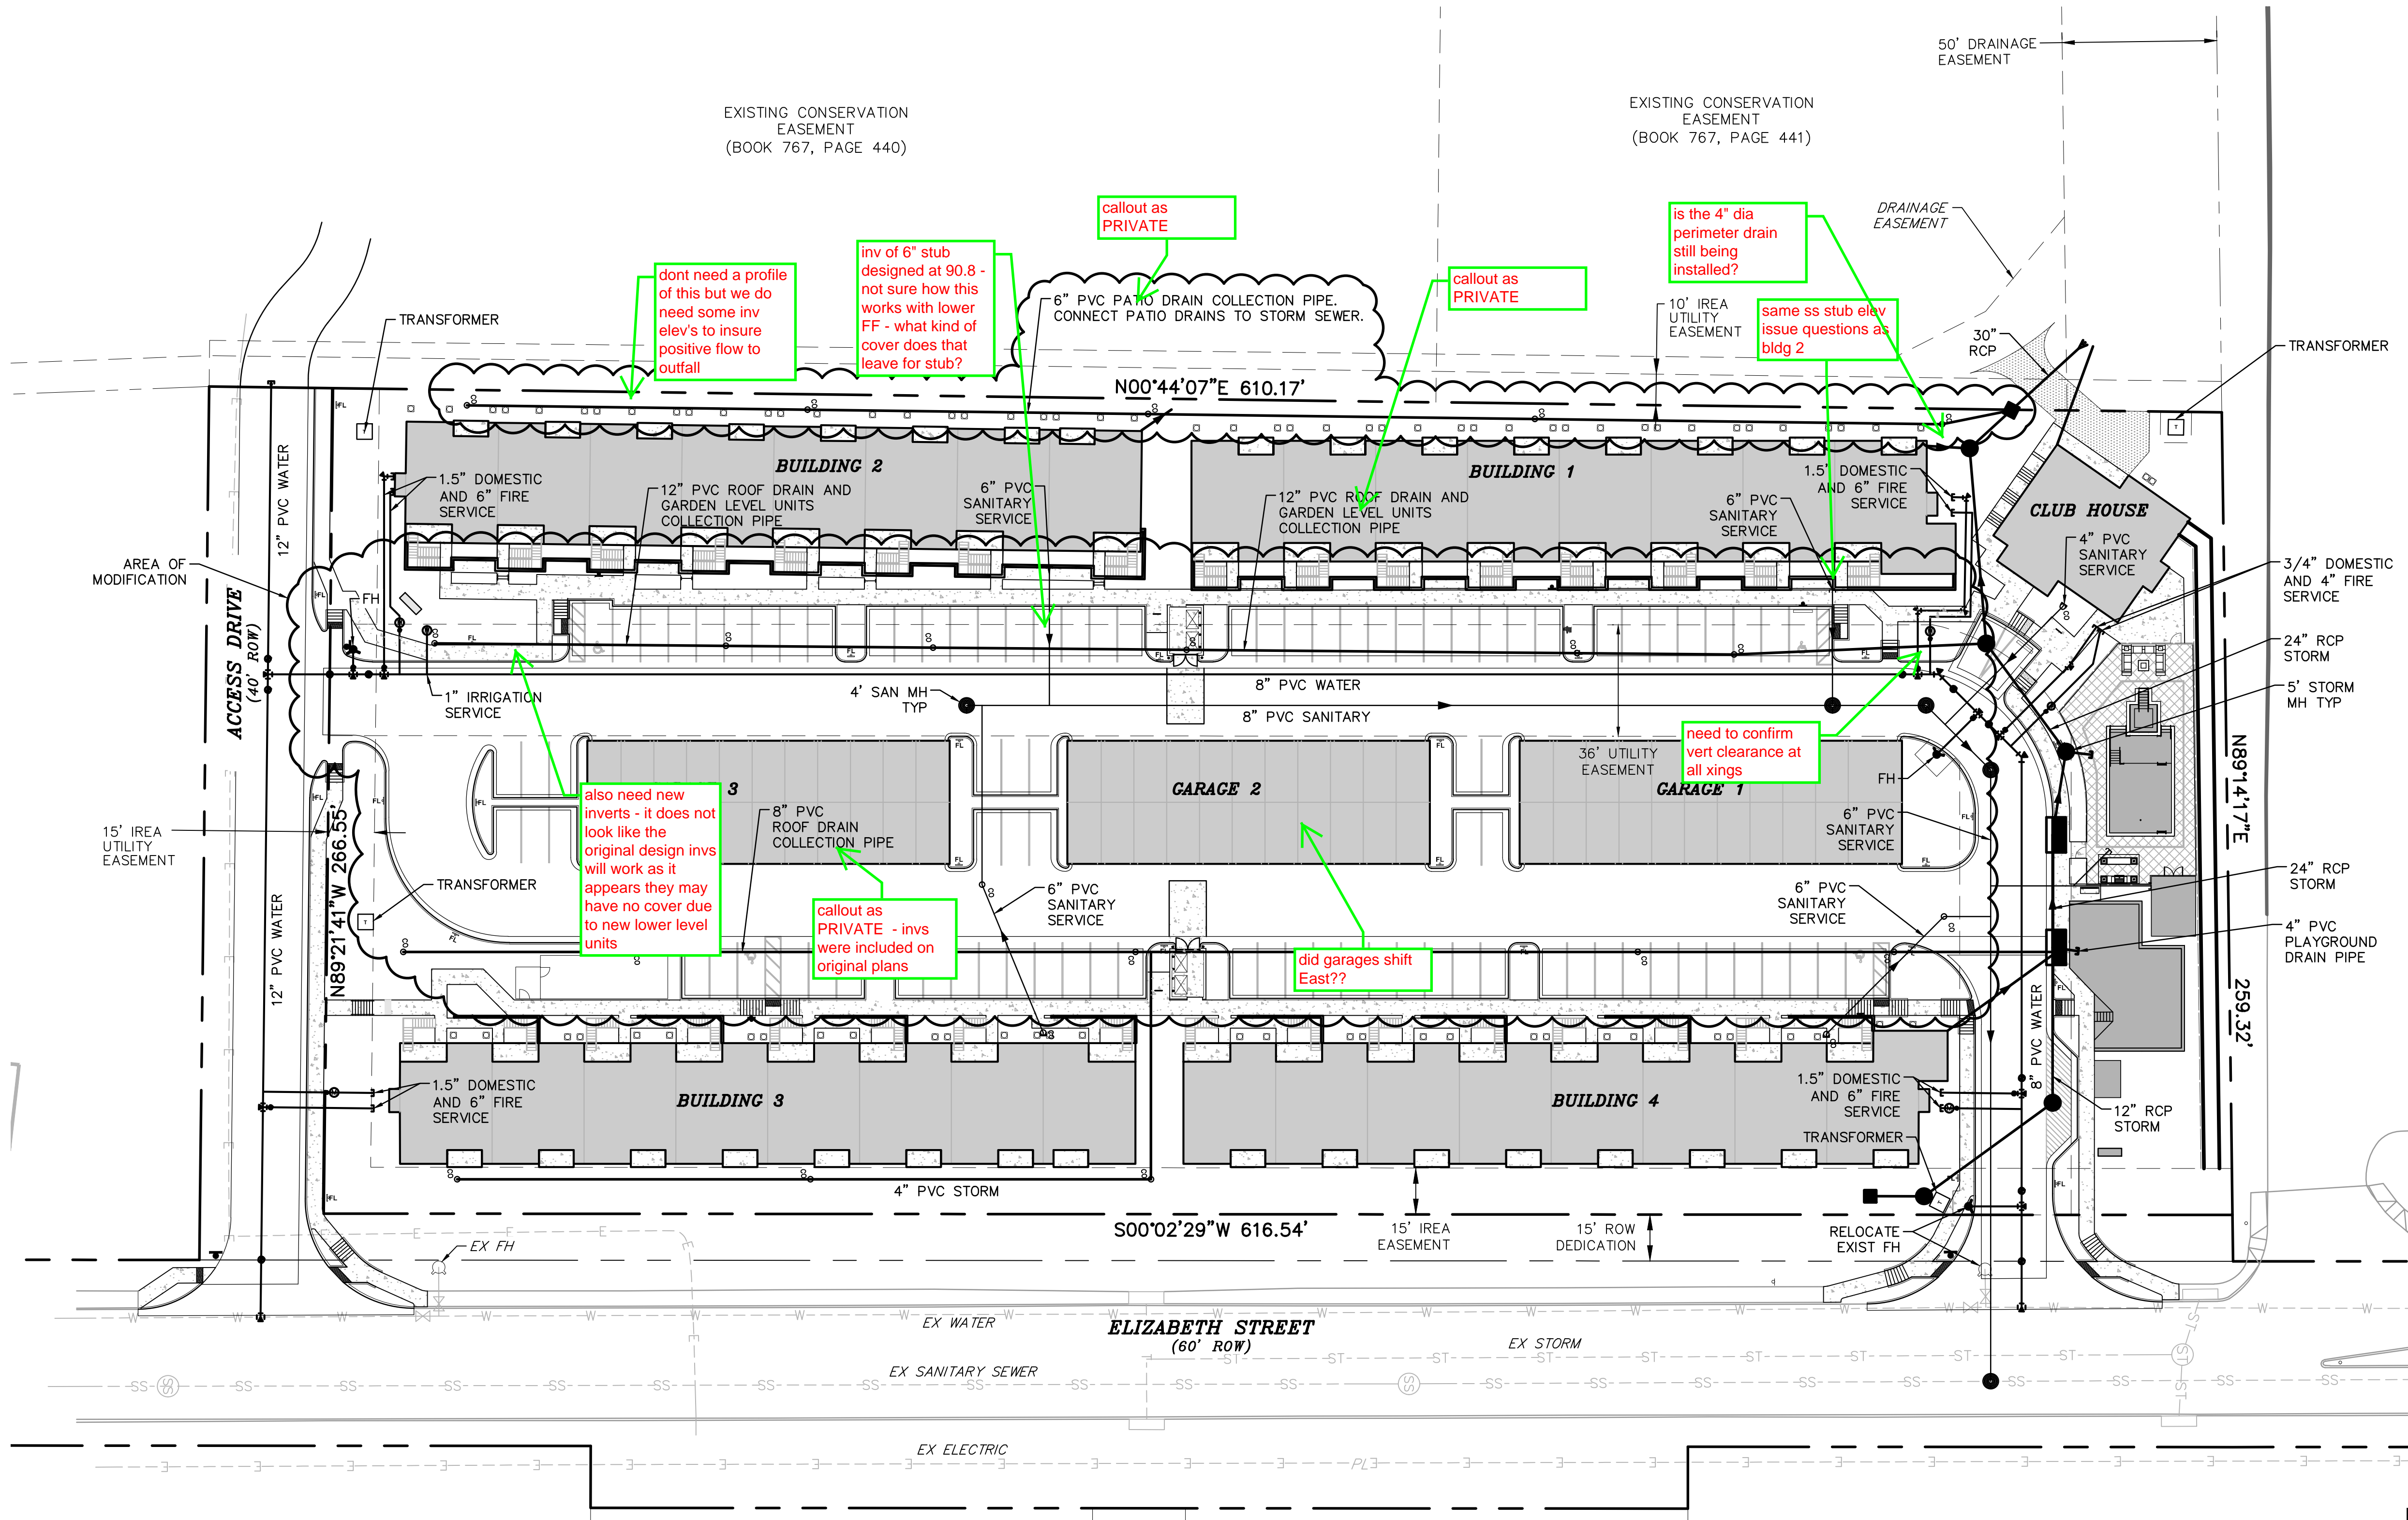 50' DRAINAGE
EASEMENT
EXISTING CONSERVATION
EASEMENT
(BOOK 767, PAGE 440)
EXISTING CONSERVATION
EASEMENT
(BOOK 767, PAGE 441)
DRAINAGE
EASEMENT
callout as
PRIVATE
is the 4" dia
perimeter drain
still being
installed?
dont need a profile
of this but we do
need some inv
elev's to insure
positive flow to
outfall
inv of 6" stub
designed at 90.8 -
not sure how this
works with lower
FF - what kind of
cover does that
leave for stub?
callout as
PRIVATE
6" PVC PATIO DRAIN COLLECTION PIPE.
CONNECT PATIO DRAINS TO STORM SEWER.
10' IREA
UTILITY
EASEMENT
same ss stub elev
issue questions as
bldg 2
30"
RCP
TRANSFORMER
TRANSFORMER
N00°44'07"E 610.17'
12" PVC WATER
BUILDING 2
BUILDING 1
1.5" DOMESTIC
AND 6" FIRE
SERVICE
12" PVC ROOF DRAIN AND
GARDEN LEVEL UNITS
COLLECTION PIPE
6" PVC
SANITARY
SERVICE
12" PVC ROOF DRAIN AND
GARDEN LEVEL UNITS
COLLECTION PIPE
6" PVC
SANITARY
SERVICE
1.5" DOMESTIC
AND 6" FIRE
SERVICE
CLUB HOUSE
4" PVC
SANITARY
SERVICE
AREA OF
MODIFICATION
ACCESS DRIVE
(40' ROW)
FH
3/4" DOMESTIC
AND 4" FIRE
SERVICE
24" RCP
STORM
5' STORM
MH TYP
1" IRRIGATION
SERVICE
4' SAN MH
TYP
8" PVC WATER
8" PVC SANITARY
need to confirm
vert clearance at
all xings
36' UTILITY
EASEMENT
FH
N89°14'17"E
259.32'
also need new
inverts - it does not
look like the
original design invs
will work as it
appears they may
have no cover due
to new lower level
units
3
GARAGE 2
GARAGE 1
8" PVC
ROOF DRAIN
COLLECTION PIPE
6" PVC
SANITARY
SERVICE
15' IREA
UTILITY
EASEMENT
N89°21'41"W 266.55'
TRANSFORMER
12" PVC WATER
callout as
PRIVATE - invs
were included on
original plans
6" PVC
SANITARY
SERVICE
6" PVC
SANITARY
SERVICE
24" RCP
STORM
4" PVC
PLAYGROUND
DRAIN PIPE
did garages shift
East??
8" PVC WATER
1.5" DOMESTIC
AND 6" FIRE
SERVICE
BUILDING 3
BUILDING 4
1.5" DOMESTIC
AND 6" FIRE
SERVICE
12" RCP
STORM
TRANSFORMER
4" PVC STORM
S00°02'29"W 616.54'
15' IREA
EASEMENT
15' ROW
DEDICATION
RELOCATE
EXIST FH
EX FH
EX WATER
ELIZABETH STREET
(60' ROW)
EX STORM
EX SANITARY SEWER
EX ELECTRIC